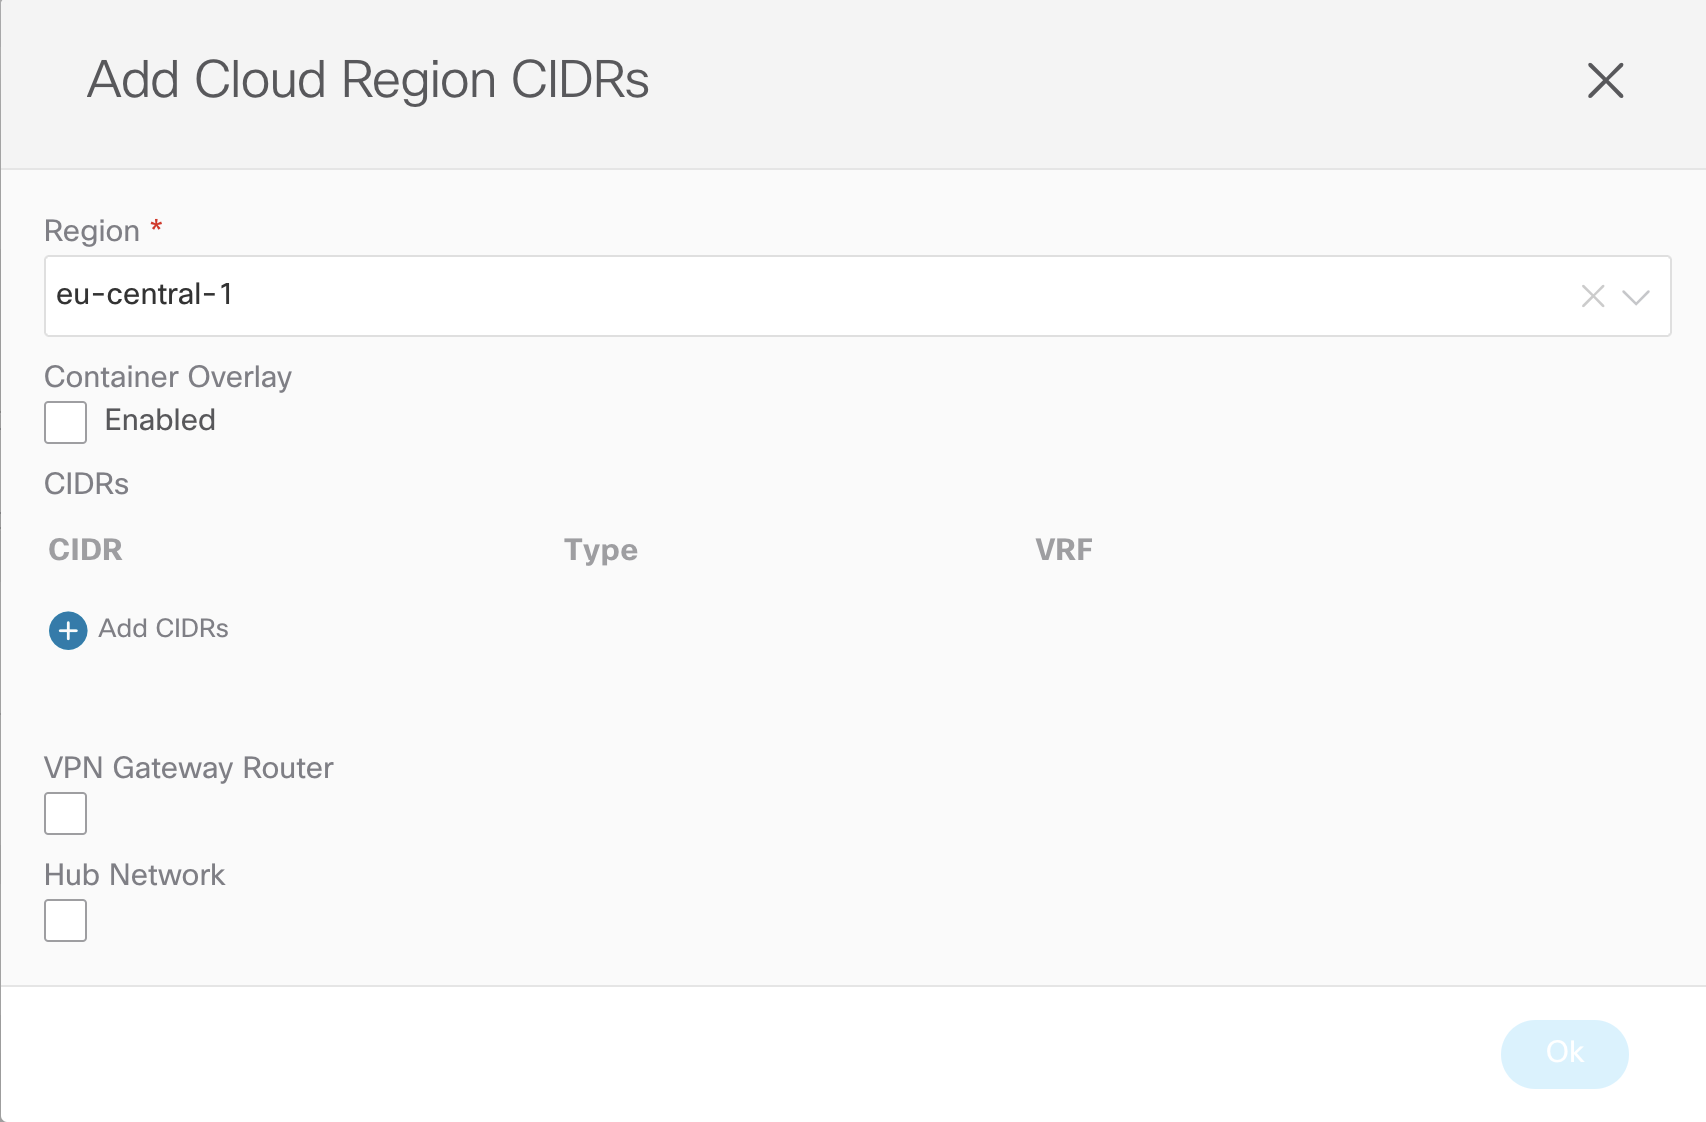 Add Cloud Region CIDRs
Region *
eu-central-1
Container Overlay
Enabled
CIDRs
CIDR Type VRF
Add CIDRs
VPN Gateway Router
Hub Network
Ok